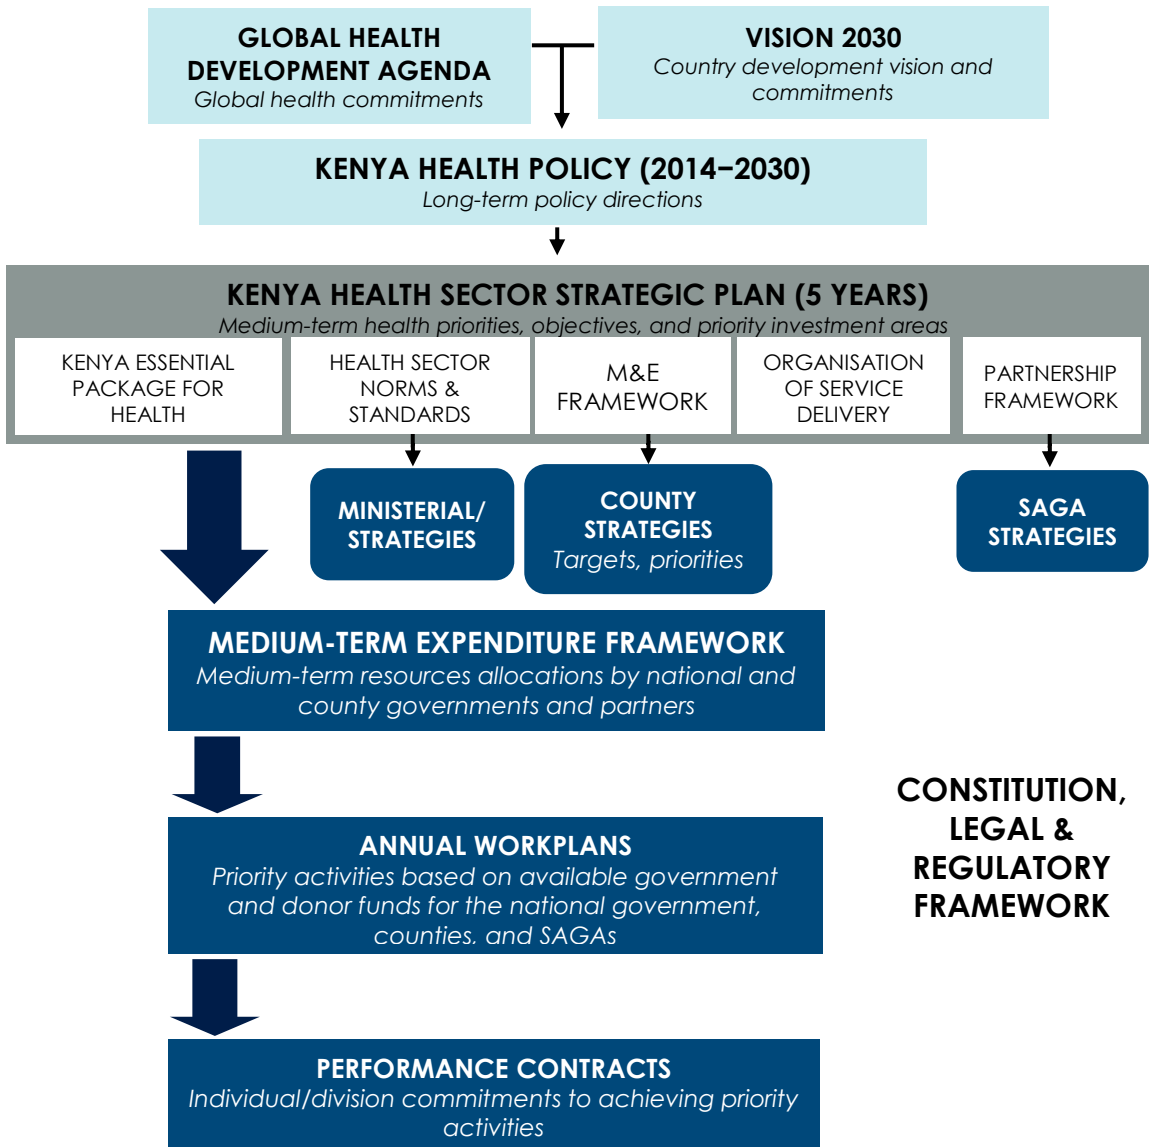 GLOBAL HEALTH
DEVELOPMENT AGENDA
Global health commitments
VISION 2030
Country development vision and
commitments
KENYA HEALTH POLICY (2014–2030)
Long-term policy directions
KENYA HEALTH SECTOR STRATEGIC PLAN (5 YEARS)
Medium-term health priorities, objectives, and priority investment areas
KENYA ESSENTIAL
PACKAGE FOR
HEALTH
HEALTH SECTOR
NORMS &
STANDARDS
M&E
FRAMEWORK
ORGANISATION
OF SERVICE
DELIVERY
PARTNERSHIP
FRAMEWORK
MINISTERIAL/
STRATEGIES
COUNTY
STRATEGIES
Targets, priorities
SAGA
STRATEGIES
MEDIUM-TERM EXPENDITURE FRAMEWORK
Medium-term resources allocations by national and
county governments and partners
ANNUAL WORKPLANS
Priority activities based on available government
and donor funds for the national government,
counties. and SAGAs
CONSTITUTION,
LEGAL &
REGULATORY
FRAMEWORK
PERFORMANCE CONTRACTS
Individual/division commitments to achieving priority
activities